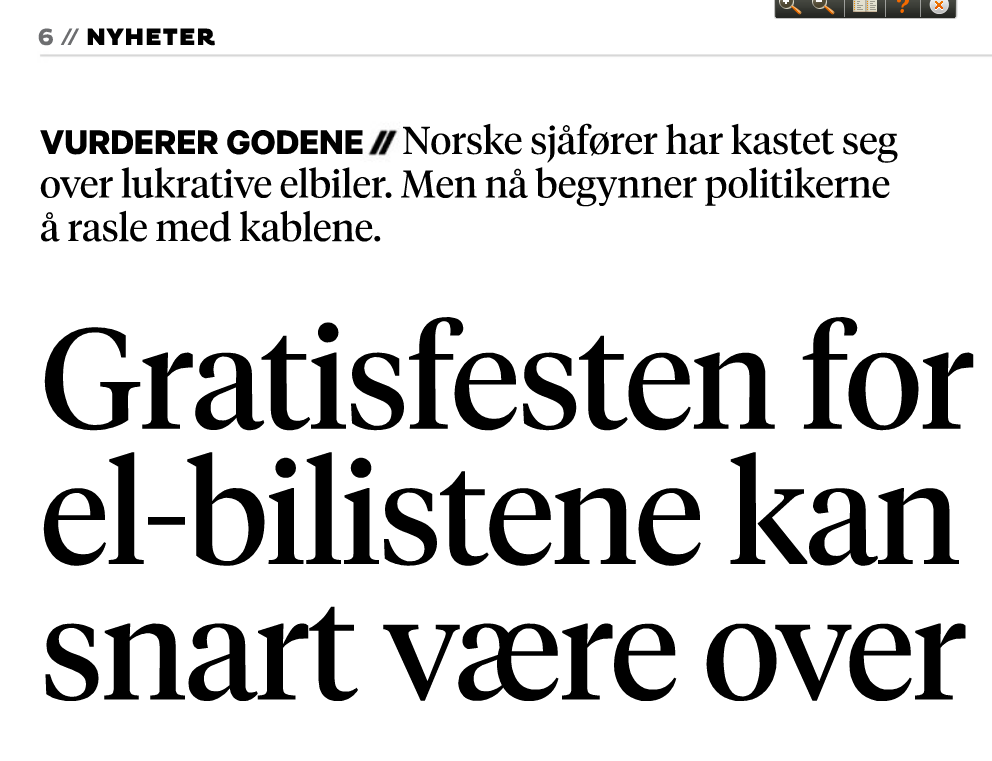 6 // NYHETER
VURDERER GODENE // Norske sjåfører har kastet seg
over lukrative elbiler. Men nå begynner politikerne
å rasle med kablene.
Gratisfesten for
el-bilistene kan
snart være over